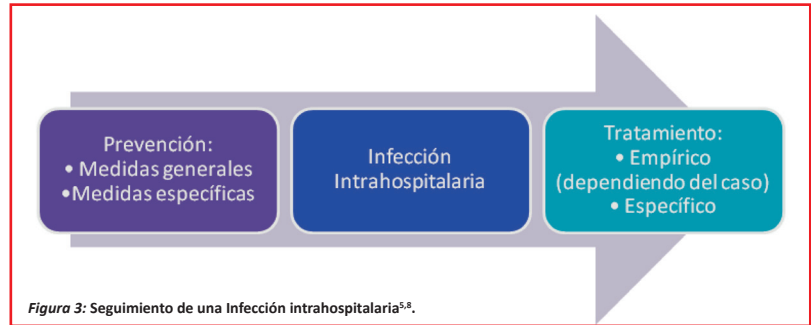 Prevención:
• Medidas generales
•Medidas específicas
Infección
Intrahospitalaria
Tratamiento:
• Empírico
(dependiendo del caso)
• Específico
Figura 3: Seguimiento de una Infección intrahospitalaria5,8.